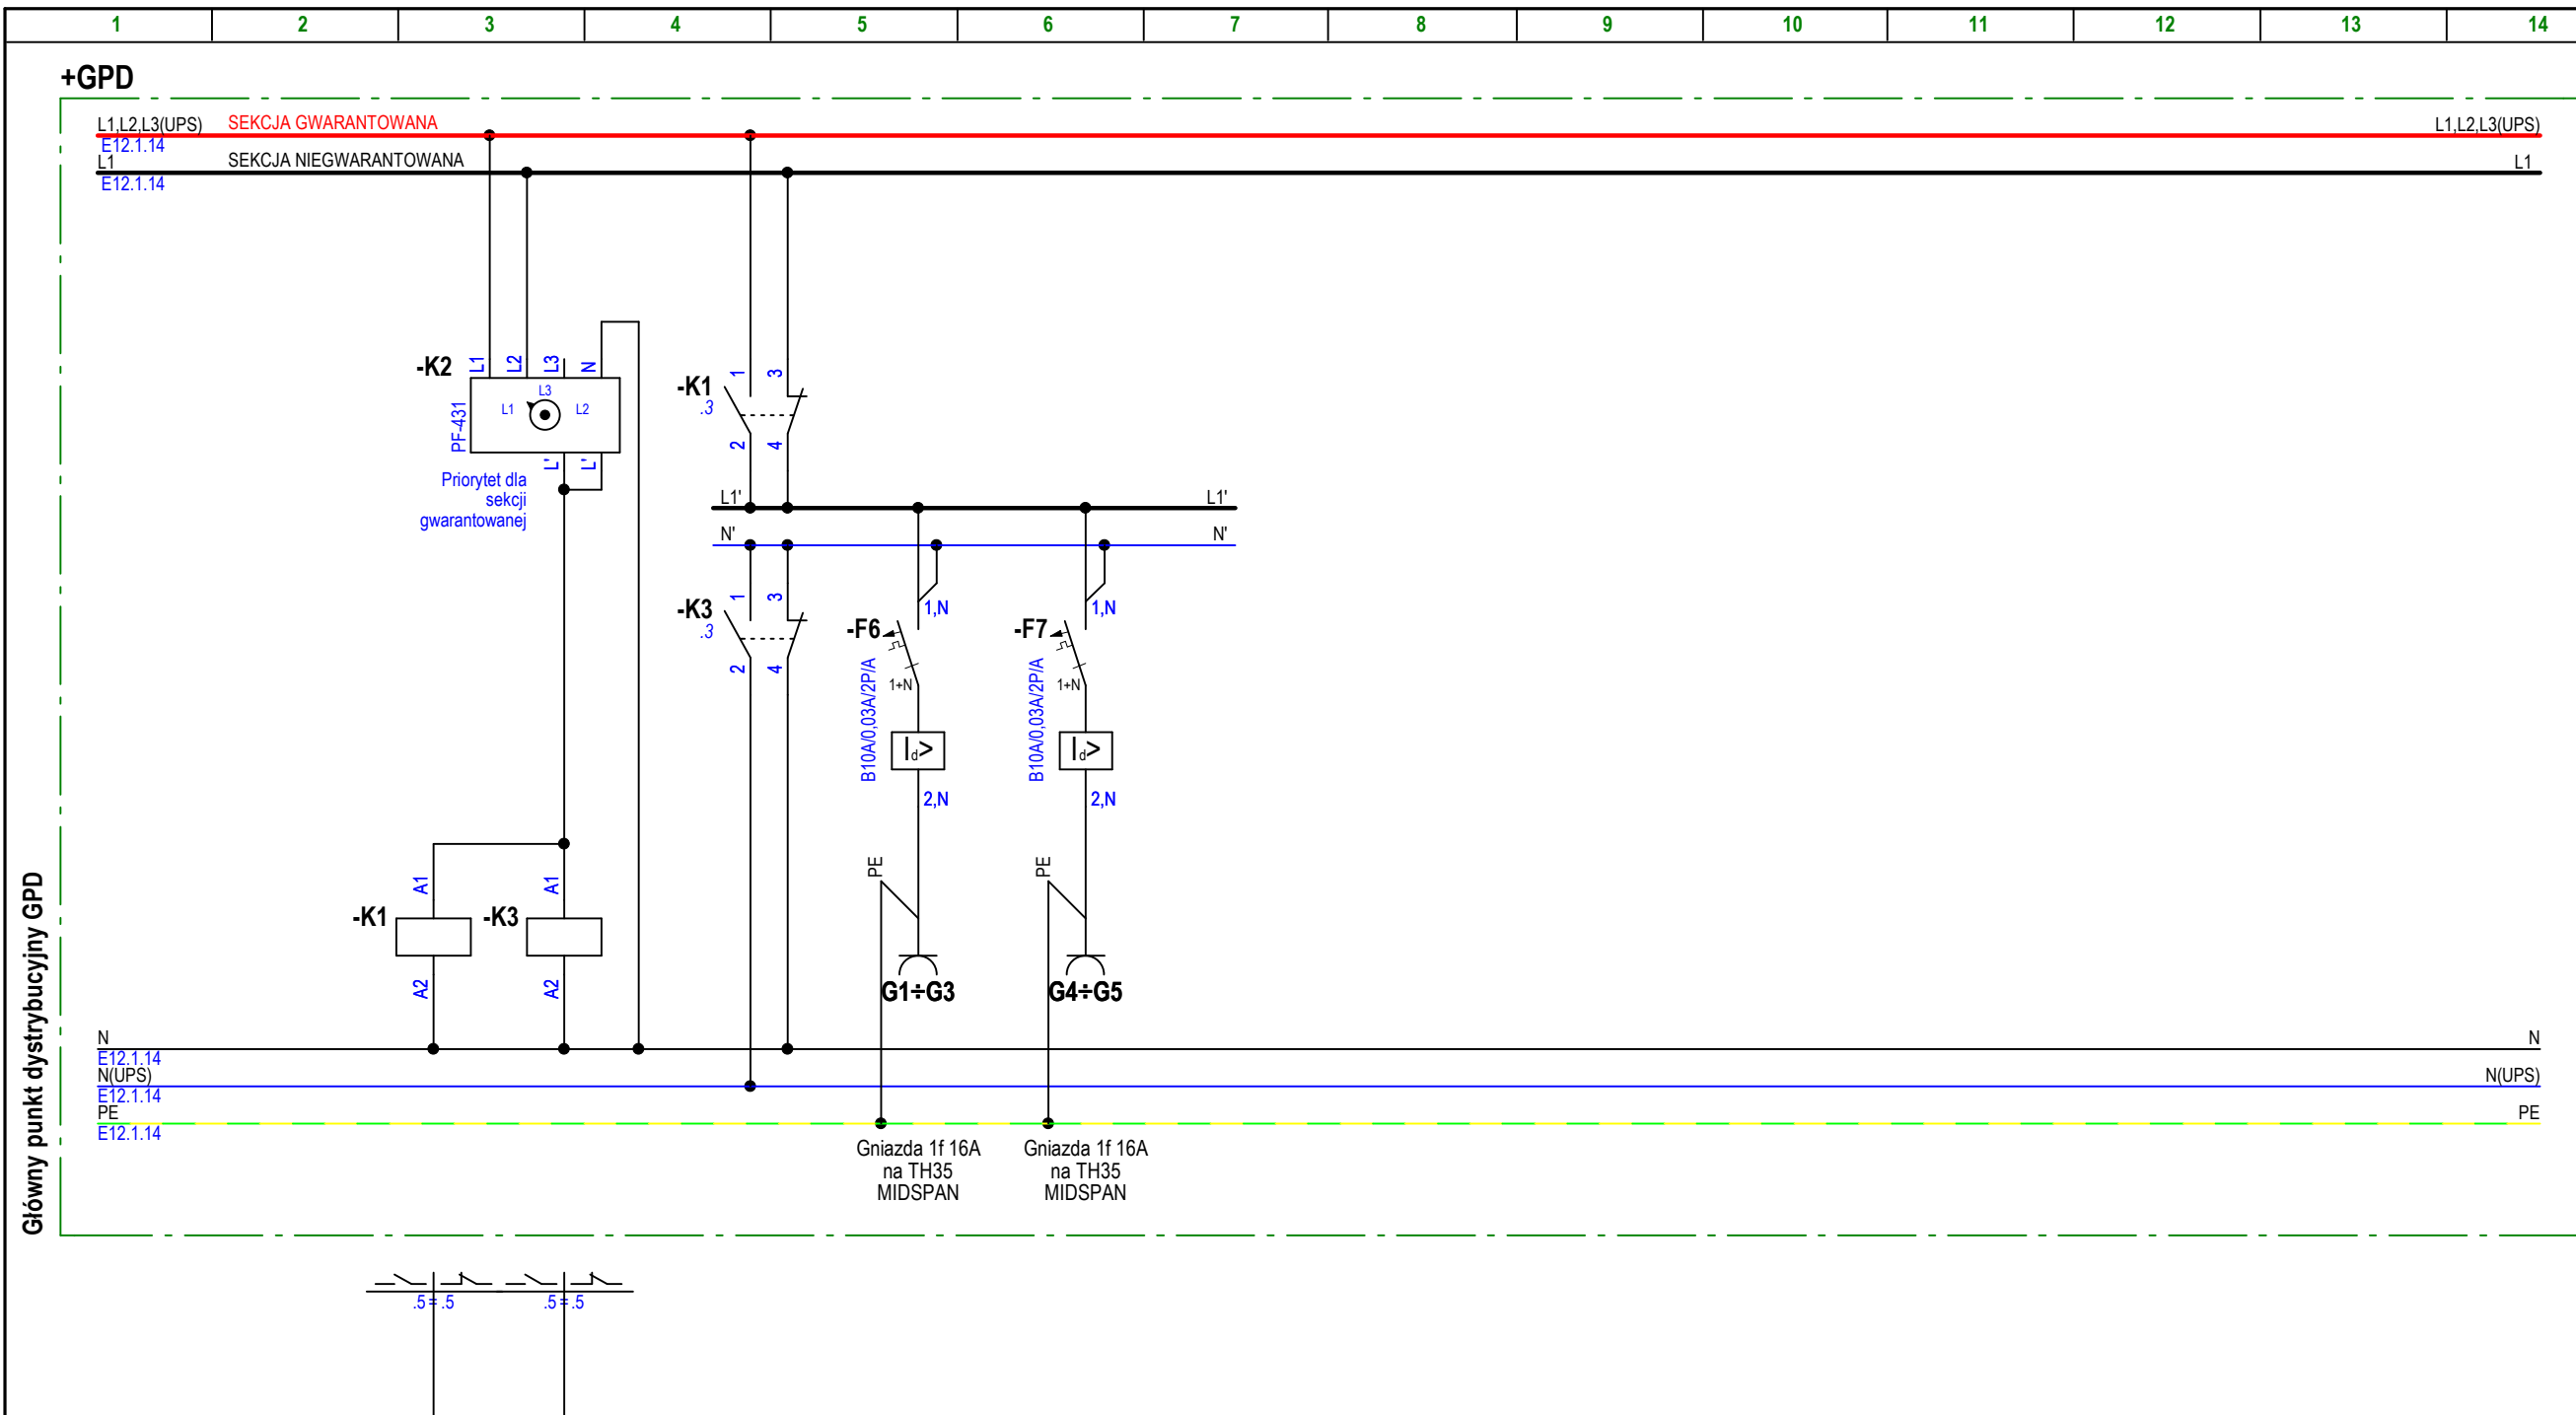 1 2 3 4 5 6 7 8 9 10 11 12 13 14
+GPD
L1,L2,L3(UPS) SEKCJA GWARANTOWANA L1,L2,L3(UPS)
E12.1.14
L1 SEKCJA NIEGWARANTOWANA L1
E12.1.14
-K2
L1 L2 L3 N
L3
L1 L2
PF-431
L' L'
Priorytet dla
sekcji
gwarantowanej
-K1
.3
1 3
2 4
L1' L1'
N' N'
-K3
.3
1 3
2 4
1,N
-F6
1+N
B10A/0,03A/2P/A
Id>
2,N
PE
G1÷G3
1,N
-F7
1+N
B10A/0,03A/2P/A
Id>
2,N
PE
G4÷G5
A1 A1
-K1 -K3
A2 A2
N N
E12.1.14
N(UPS) N(UPS)
E12.1.14
PE PE
E12.1.14
Gniazda 1f 16A
na TH35
MIDSPAN
Gniazda 1f 16A
na TH35
MIDSPAN
Główny punkt dystrybucyjny GPD
.5 = .5 .5 = .5